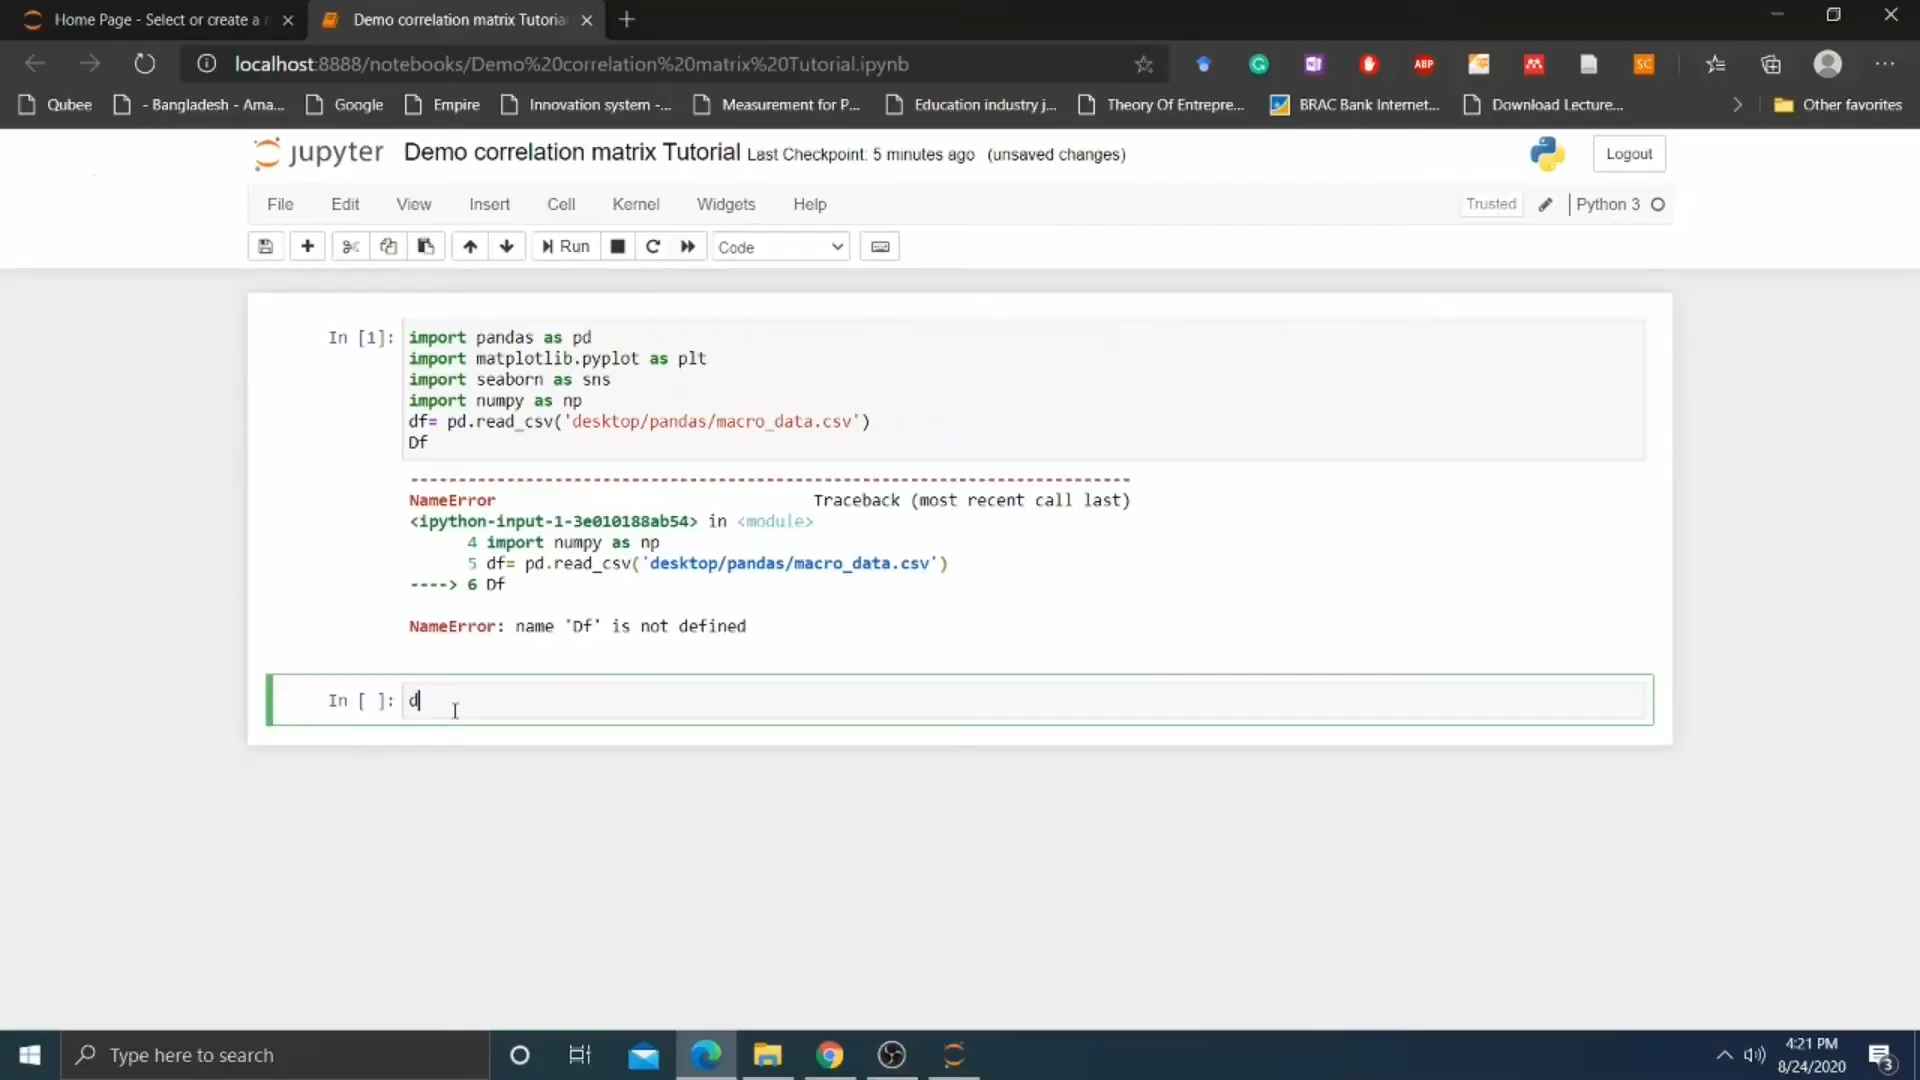 Home Page - Select or create a n
Demo correlation matrix Tutoria
localhost:8888/notebooks/Demo%20correlation%20matrix%20Tutorial.ipynb
Qubee
- Bangladesh - Ama...
Google
Empire
Innovation system -...
Measurement for P...
Education industry j...
Theory Of Entrepre...
BRAC Bank Internet...
Download Lecture...
Other favorites
ABP
SC
jupyter Demo correlation matrix Tutorial Last Checkpoint: 5 minutes ago (unsaved changes)
Logout
File Edit View Insert Cell Kernel Widgets Help
Trusted
Python 3
Run
Code
In [1]: import pandas as pd
import matplotlib.pyplot as plt
import seaborn as sns
import numpy as np
df= pd.read_csv('desktop/pandas/macro_data.csv')
Df
---------------------------------------------------------------------------
NameError Traceback (most recent call last)
<ipython-input-1-3e010188ab54> in <module>
4 import numpy as np
5 df= pd.read_csv('desktop/pandas/macro_data.csv')
----> 6 Df
NameError: name 'Df' is not defined
In [ ]: d
Type here to search
4:21 PM
8/24/2020
3